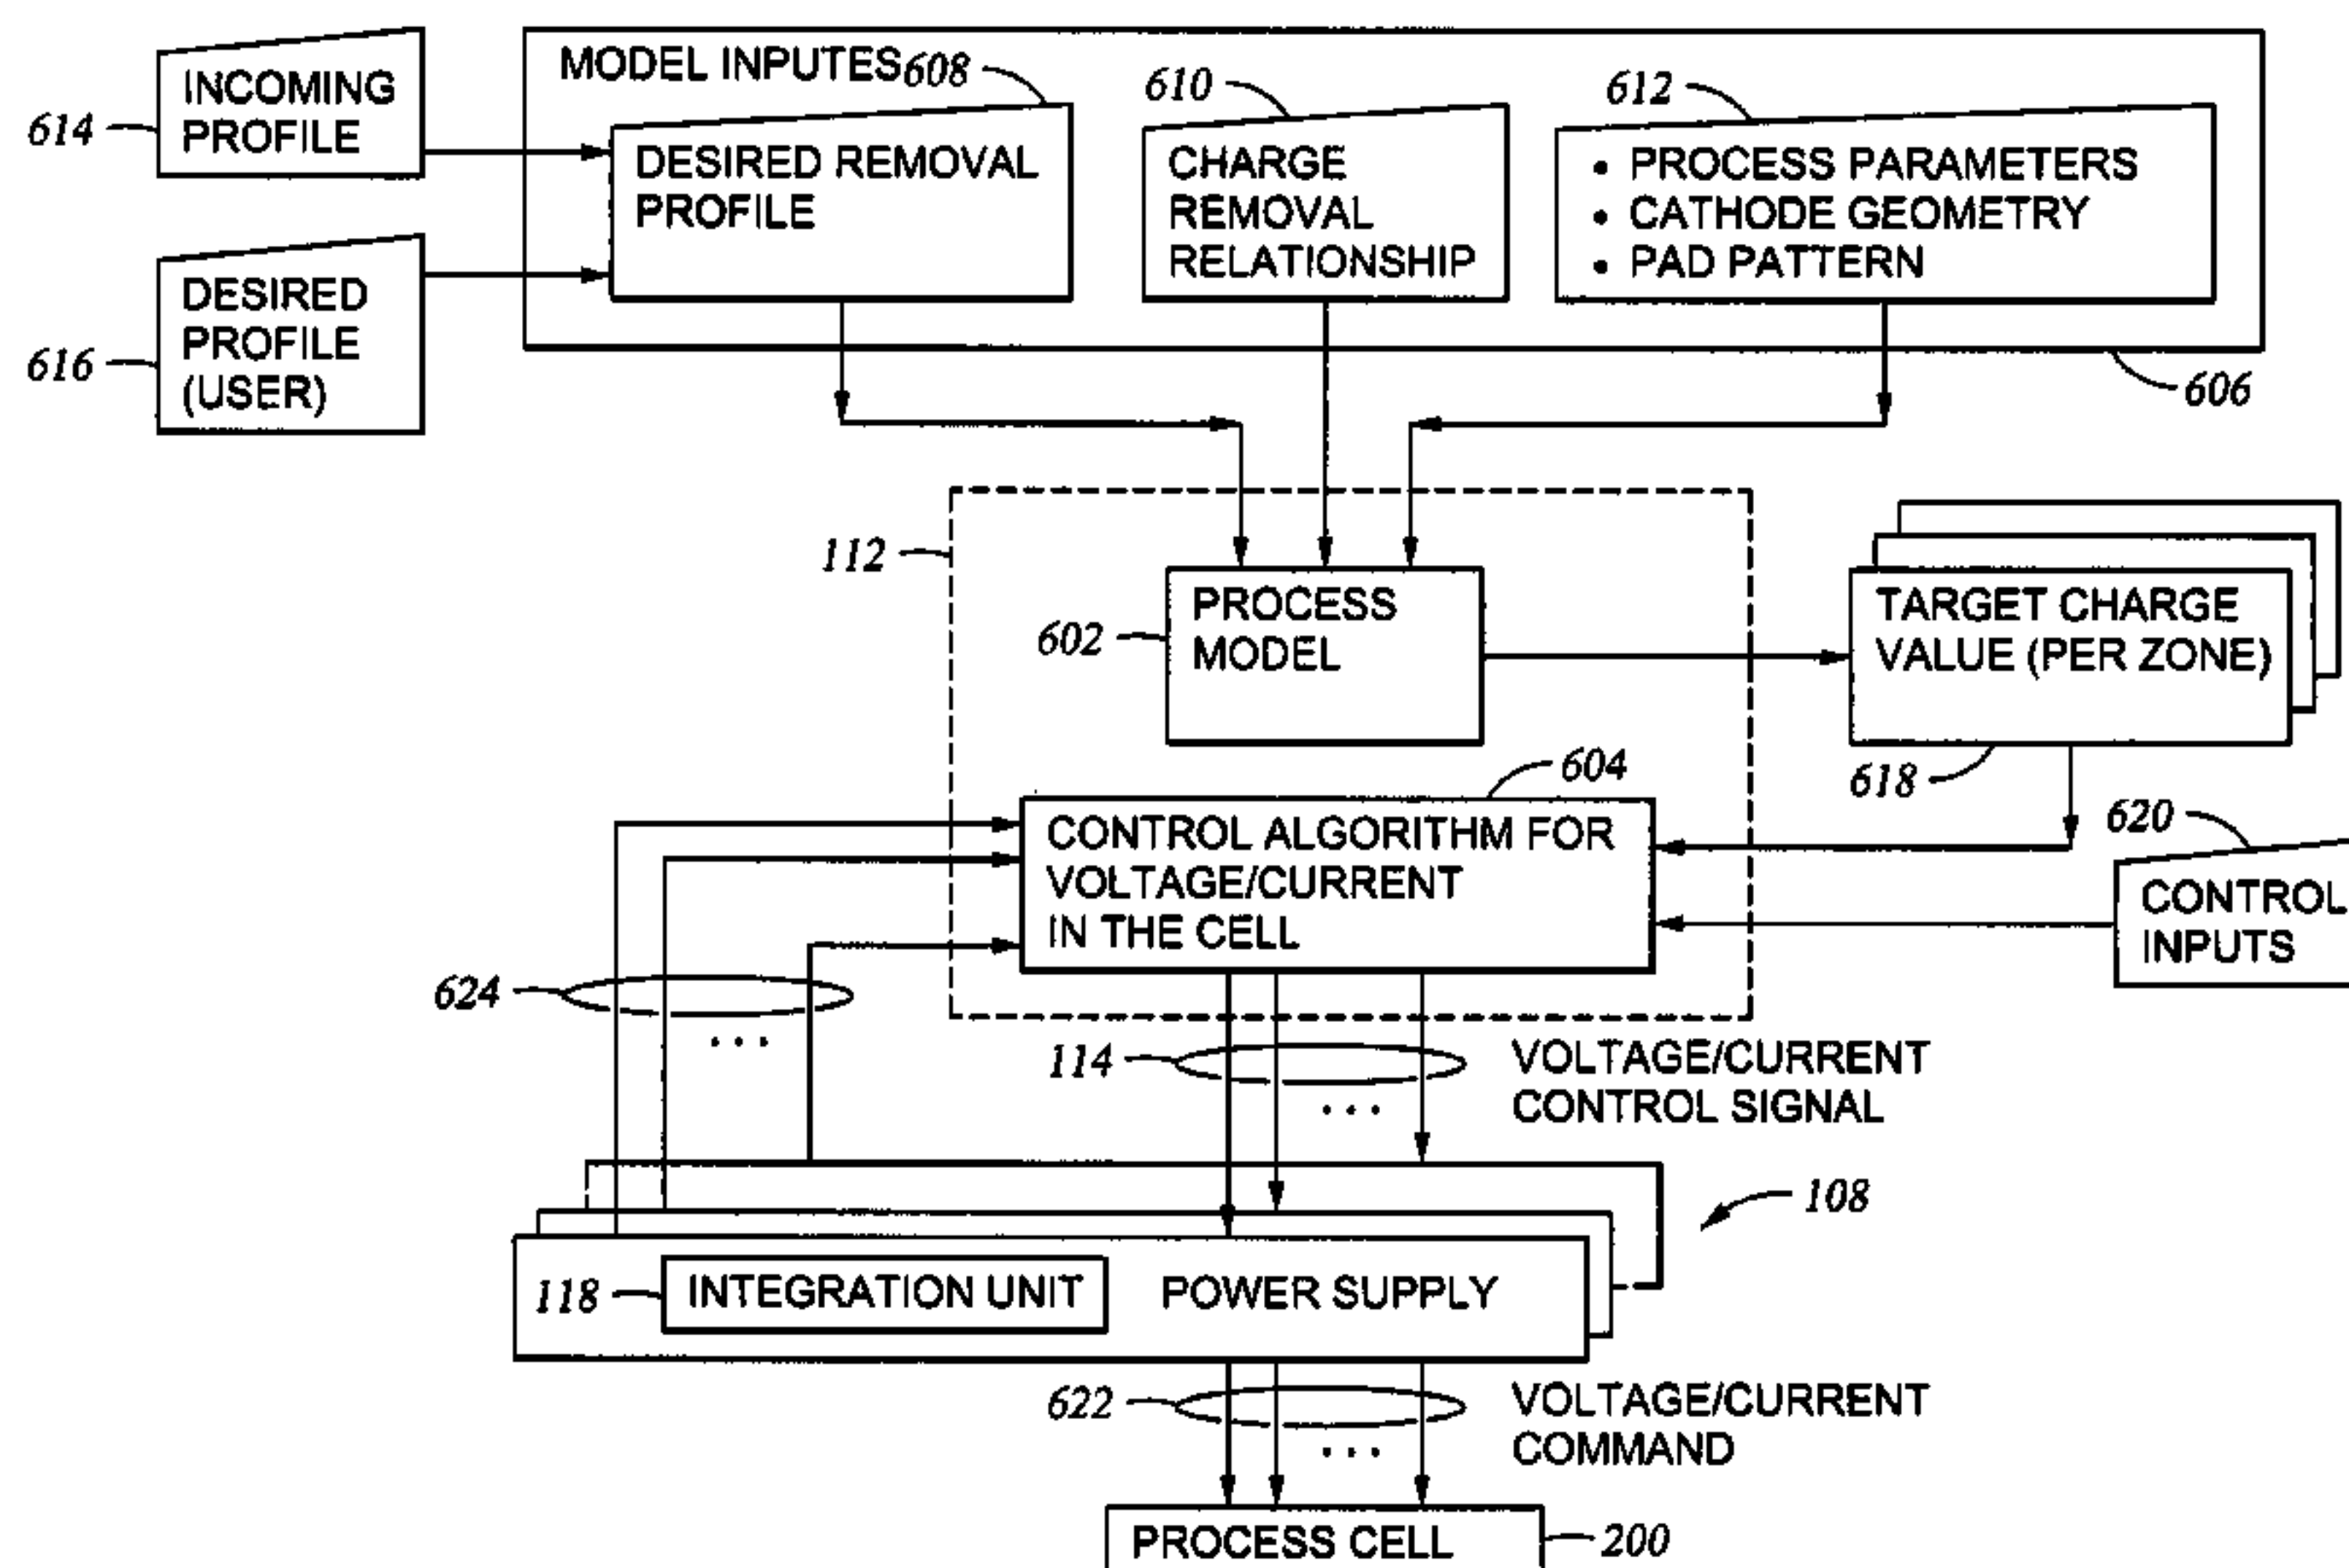 INCOMING
PROFILE
614
MODEL INPUTES
608
610
612
DESIRED REMOVAL
PROFILE
CHARGE
REMOVAL
RELATIONSHIP
• PROCESS PARAMETERS
• CATHODE GEOMETRY
• PAD PATTERN
DESIRED
PROFILE
(USER)
616
606
112
PROCESS
MODEL
602
TARGET CHARGE
VALUE (PER ZONE)
618
604
CONTROL ALGORITHM FOR
VOLTAGE/CURRENT
IN THE CELL
620
CONTROL
INPUTS
624
...
114
...
VOLTAGE/CURRENT
CONTROL SIGNAL
108
118
INTEGRATION UNIT
POWER SUPPLY
622
...
VOLTAGE/CURRENT
COMMAND
PROCESS CELL
200